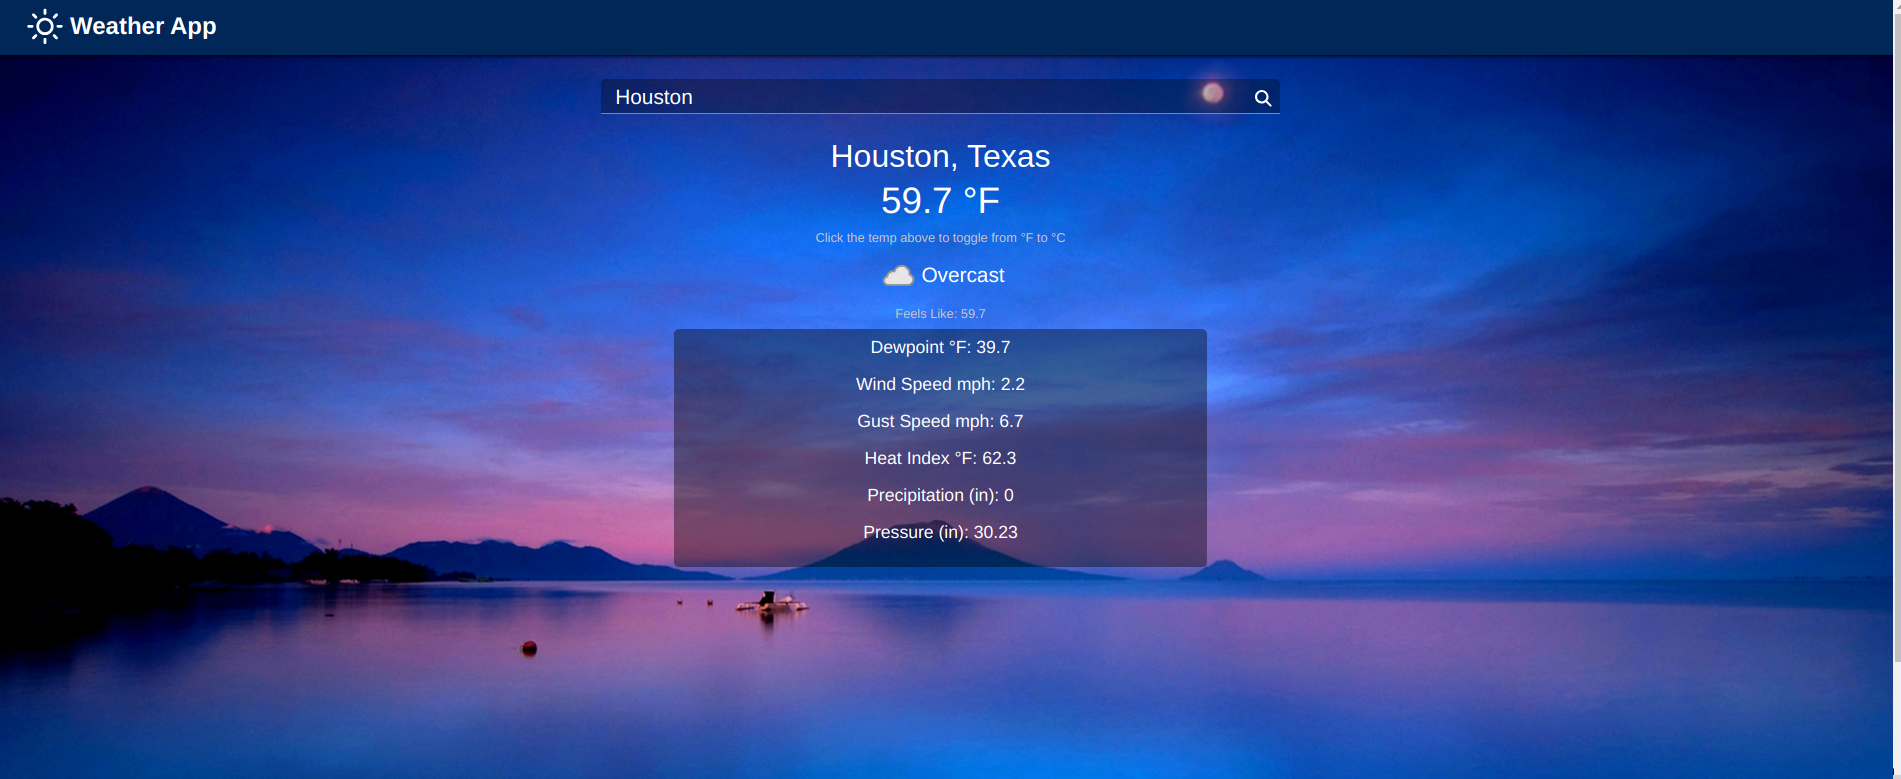 Weather App
Houston
Houston, Texas
59.7 °F
Click the temp above to toggle from °F to °C
Overcast
Feels Like: 59.7
Dewpoint °F: 39.7
Wind Speed mph: 2.2
Gust Speed mph: 6.7
Heat Index °F: 62.3
Precipitation (in): 0
Pressure (in): 30.23